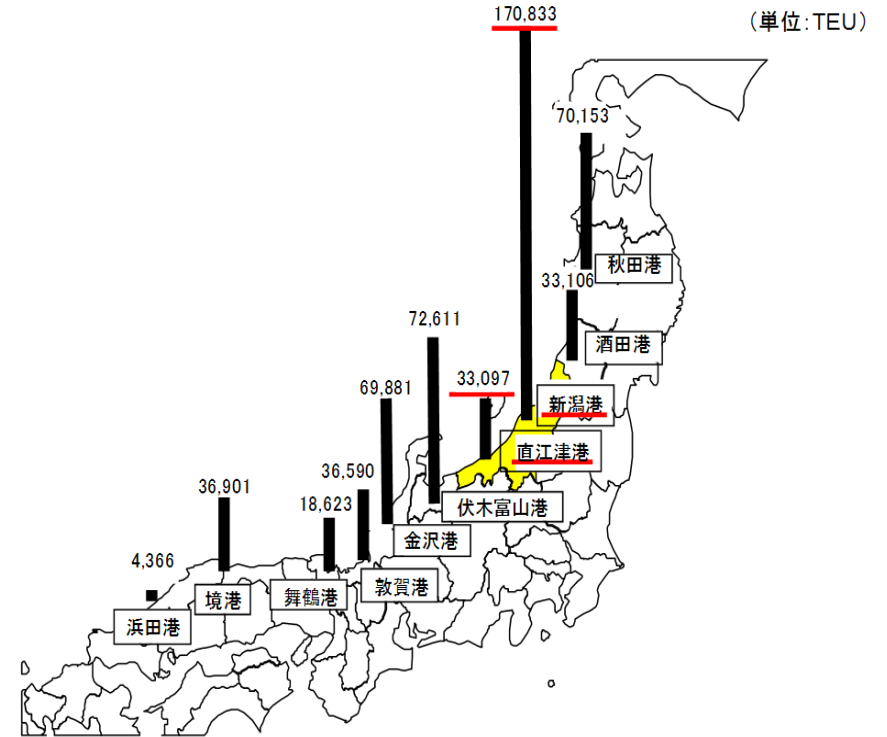 170,833
(単位:TEU)
70,153
秋田港
33,106
72,611
酒田港
69,881
33,097
新潟港
直江津港
36,590
36,901
18,623
伏木富山港
金沢港
4,366
敦賀港
境港
舞鶴港
浜田港